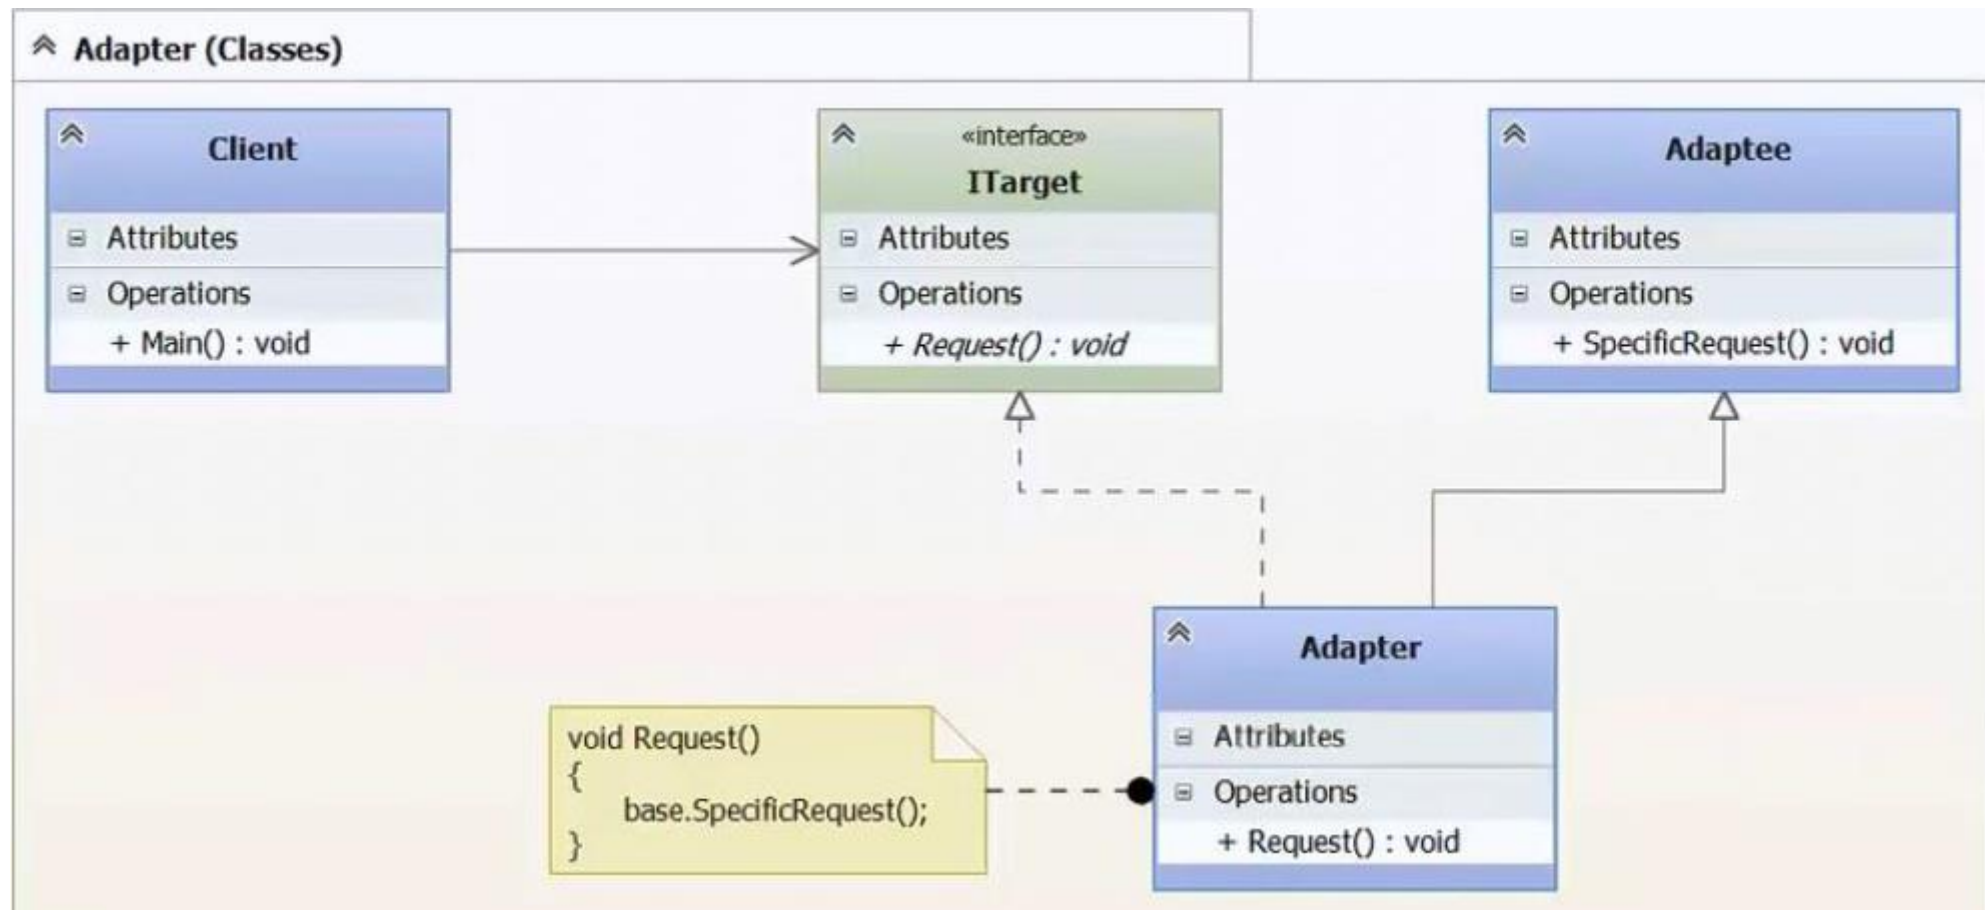 Adapter (Classes)
Client
Attributes
Operations
+ Main() : void
«interface»
ITarget
Attributes
Operations
+ Request() : void
Adaptee
Attributes
Operations
+ SpecificRequest() : void
void Request()
{
base.SpecificRequest();
}
Adapter
Attributes
Operations
+ Request() : void